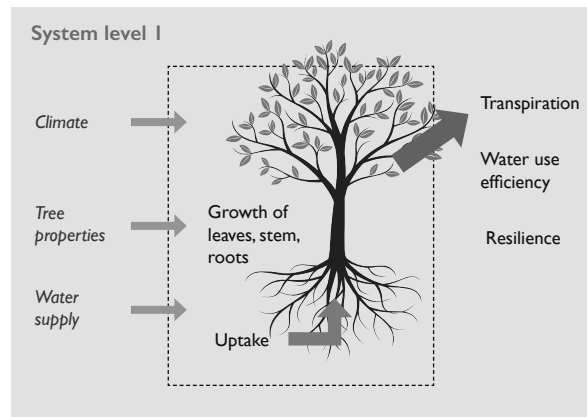 System level 1
Climate
Tree
properties
Water
supply
Growth of
leaves, stem,
roots
Uptake
Transpiration
Water use
efficiency
Resilience